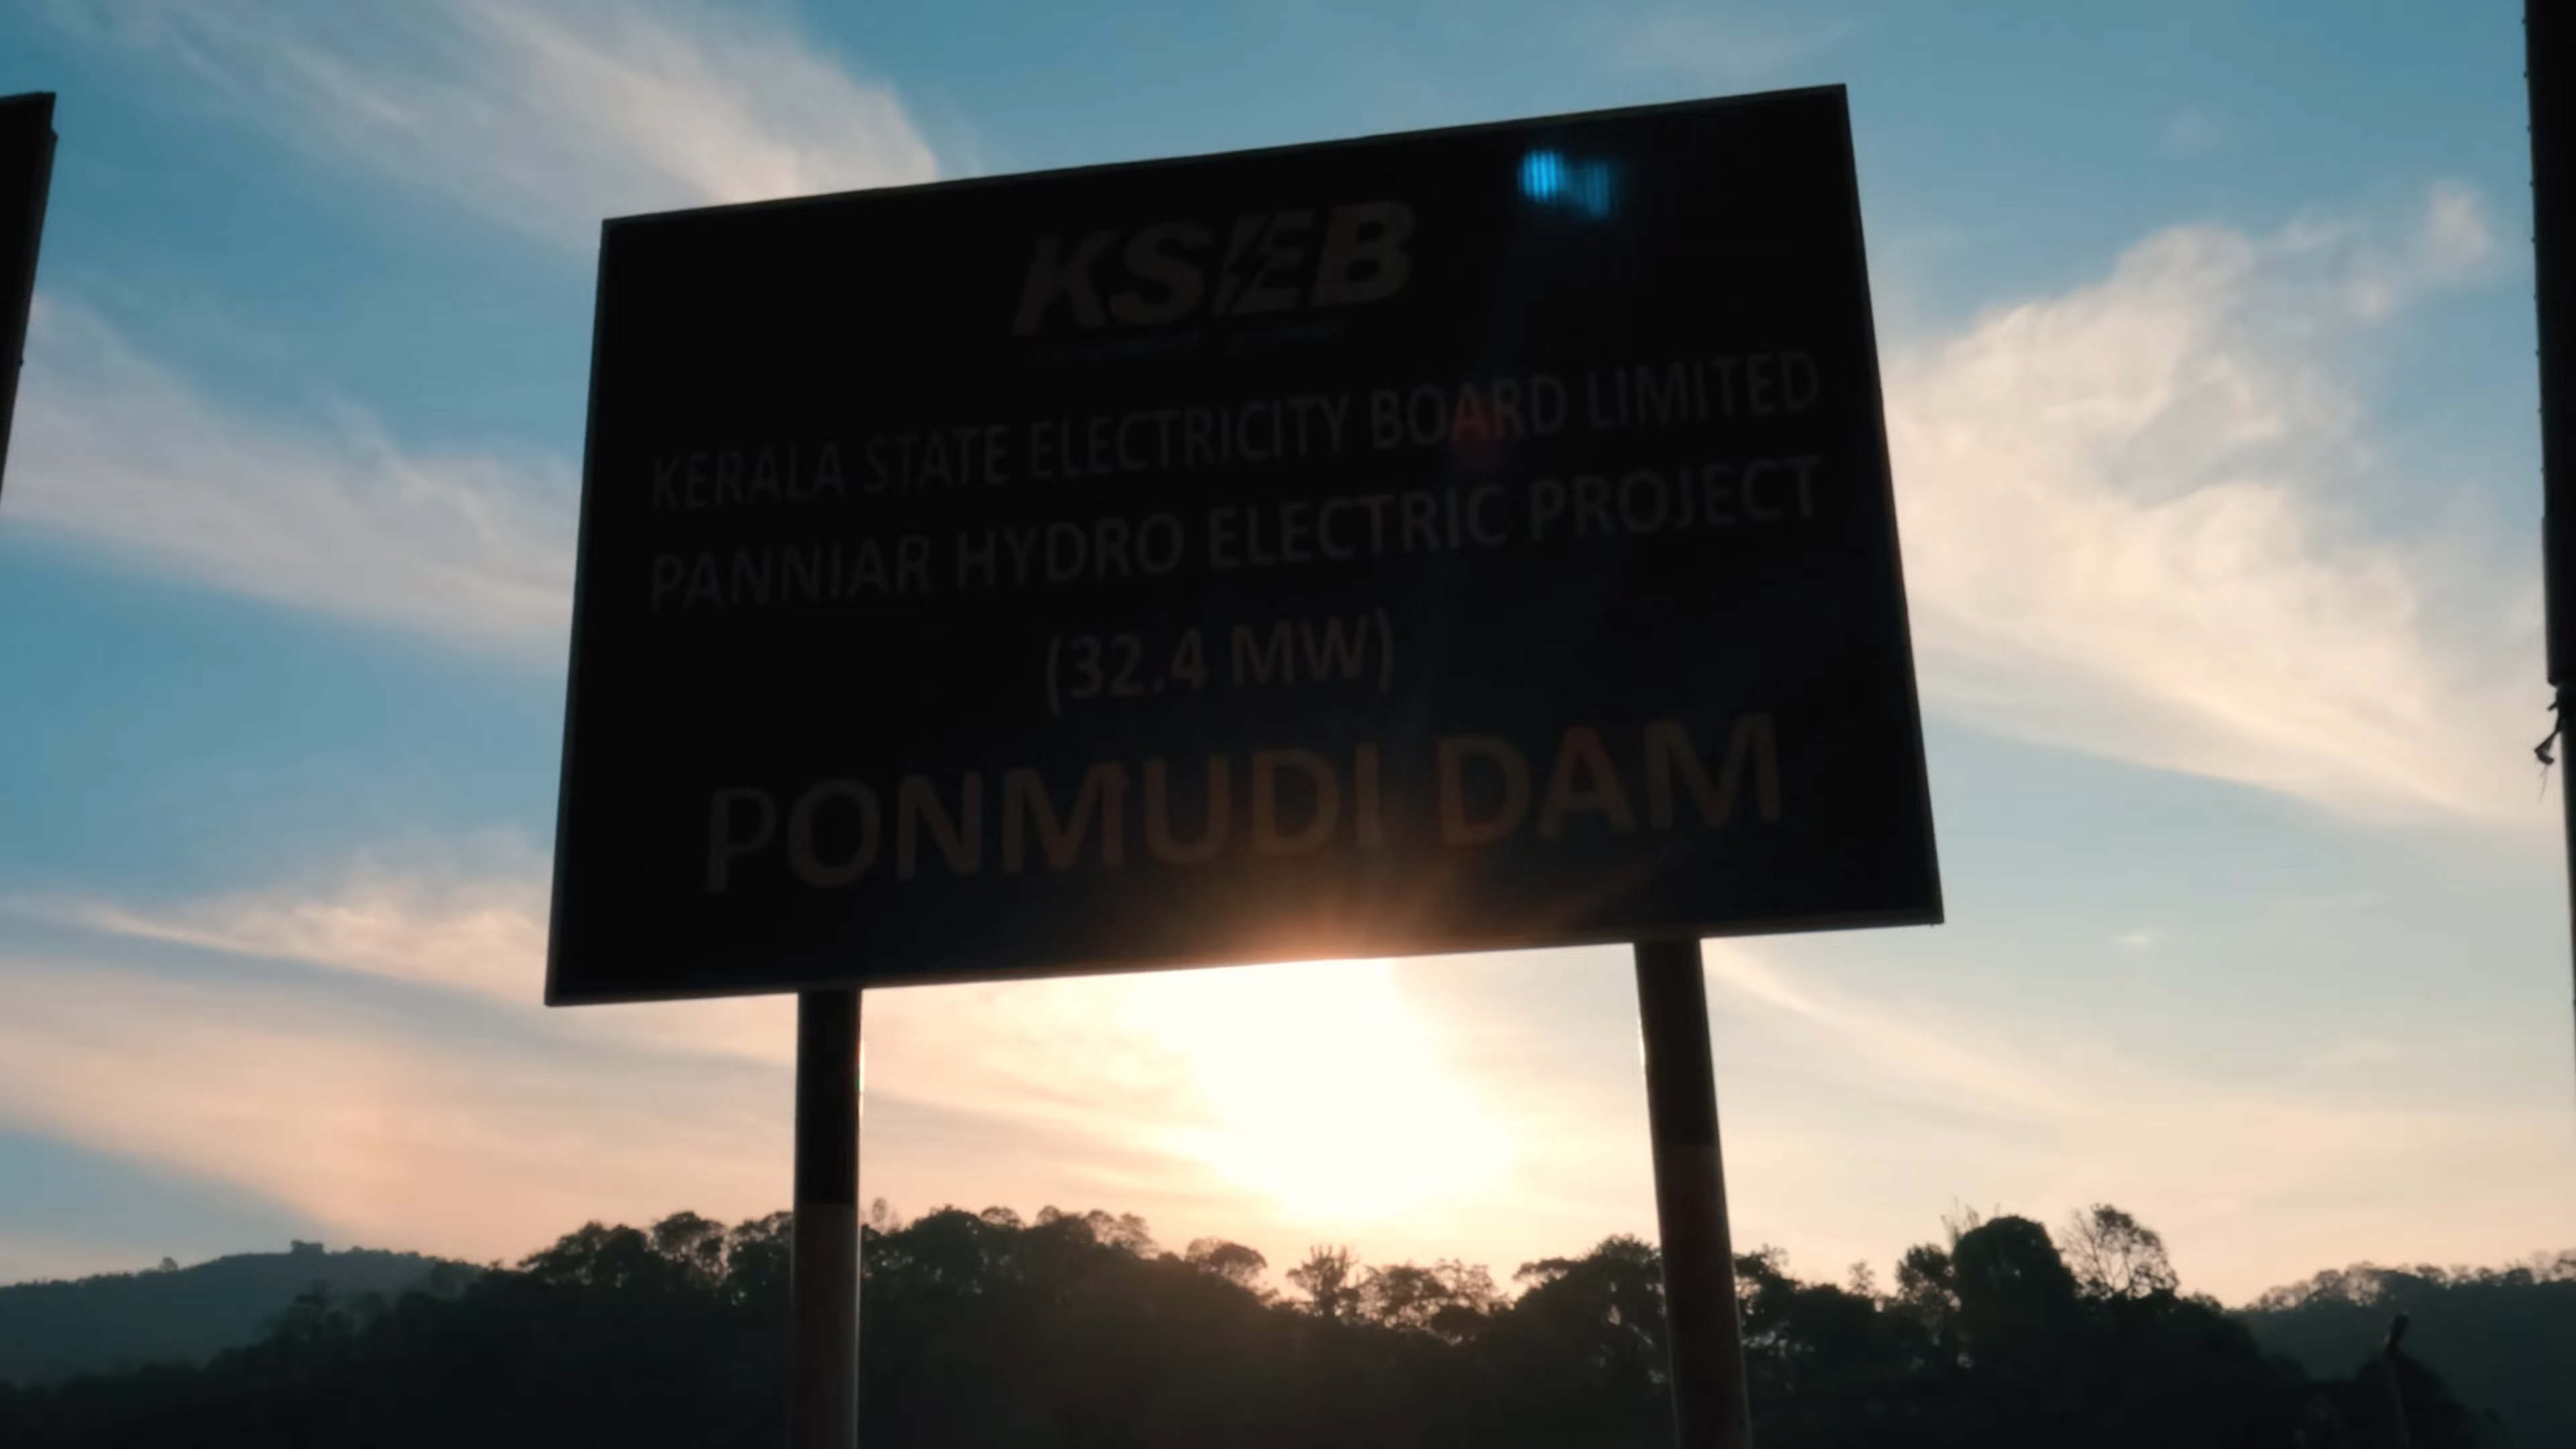 KSEB
KERALA STATE ELECTRICITY BOARD LIMITED
PANNIAR HYDRO ELECTRIC PROJECT
(32.4 MW)
PONMUDI DAM